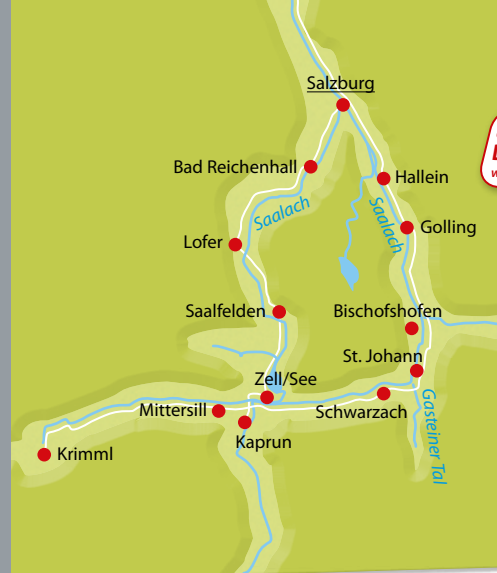 Salzburg
Bad Reichenhall
Hallein
Saalach
Saalach
Golling
Lofer
Saalfelden
Bischofshofen
St. Johann
Zell/See
Mittersill
Schwarzach
Gasteiner Tal
Kaprun
Krimml